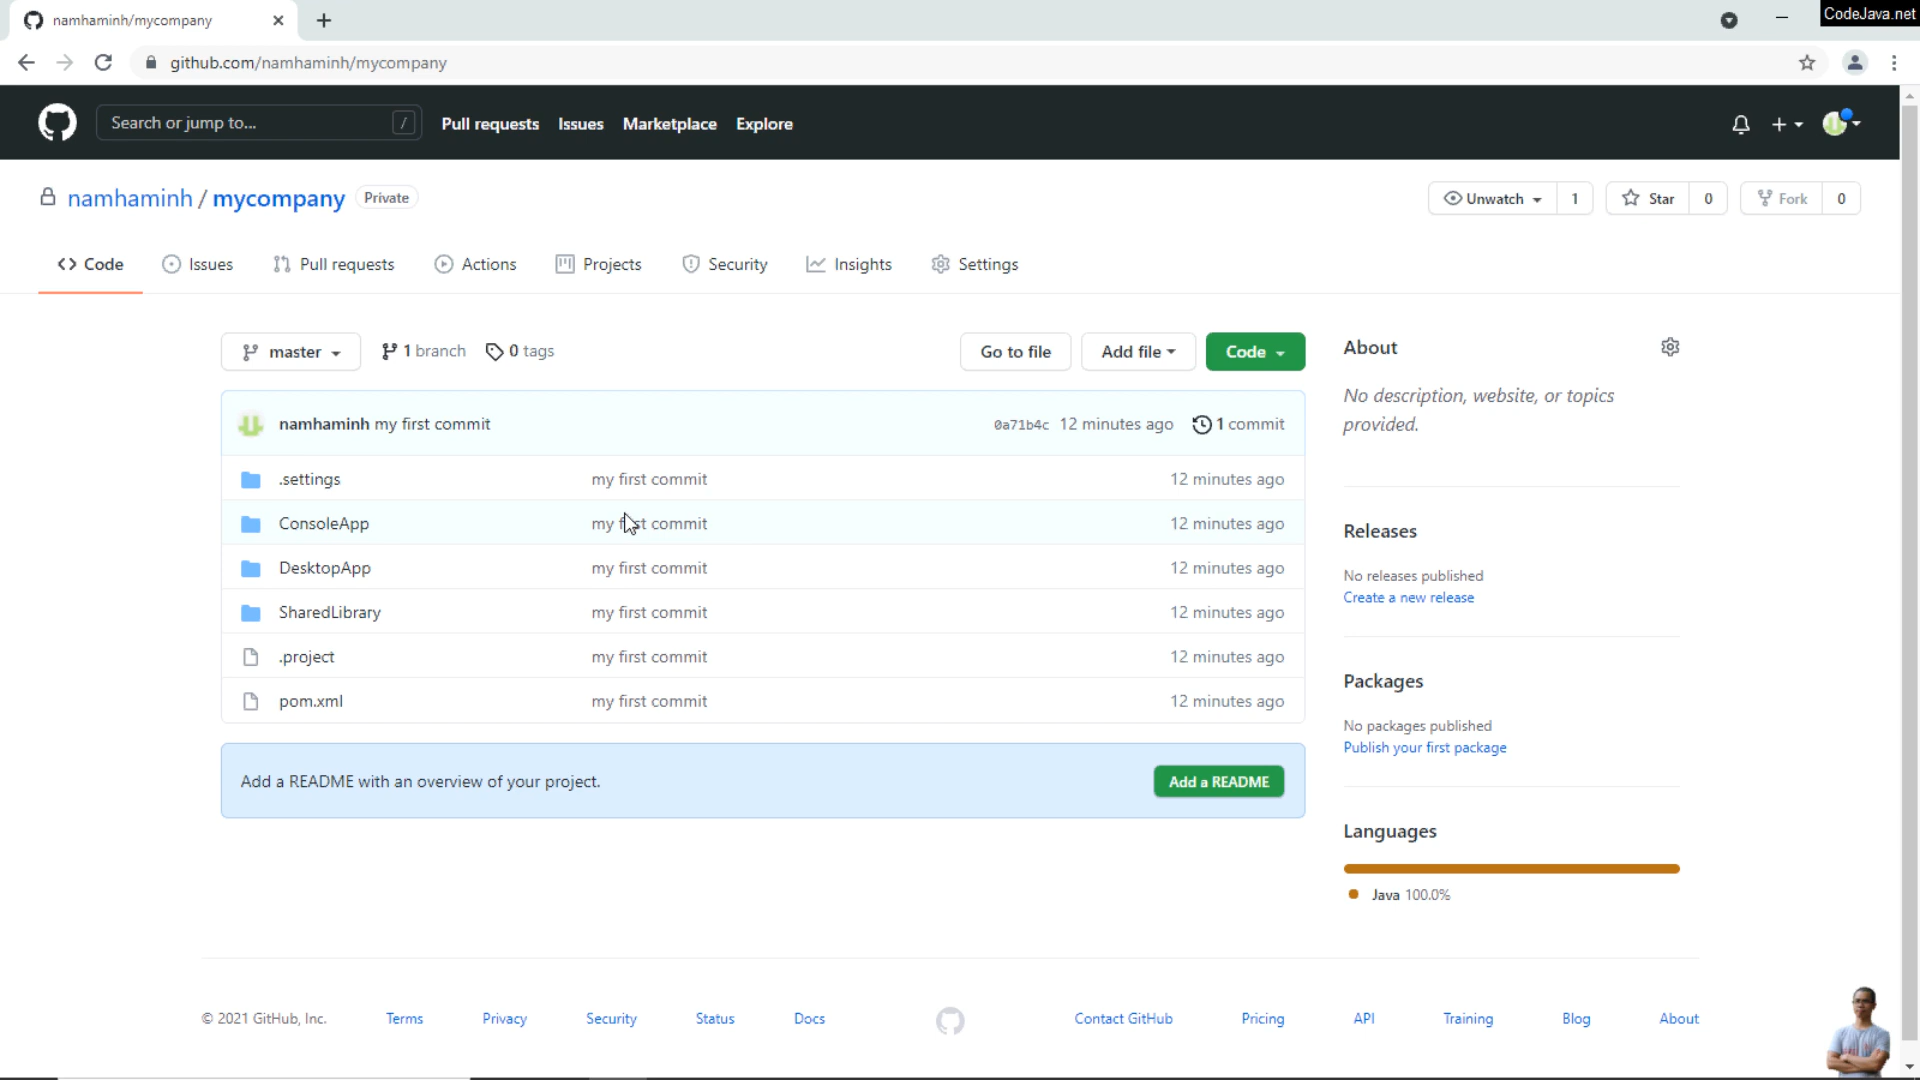 namhaminh/mycompany
CodeJava.net
github.com/namhaminh/mycompany
Search or jump to... /
Pull requests Issues Marketplace Explore
namhaminh / mycompany Private
Unwatch 1 Star 0 Fork 0
Code Issues Pull requests Actions Projects Security Insights Settings
master 1 branch 0 tags
Go to file Add file Code
namhaminh my first commit 0a71b4c 12 minutes ago 1 commit
.settings my first commit 12 minutes ago
ConsoleApp my first commit 12 minutes ago
DesktopApp my first commit 12 minutes ago
SharedLibrary my first commit 12 minutes ago
.project my first commit 12 minutes ago
pom.xml my first commit 12 minutes ago
Add a README with an overview of your project. Add a README
About
No description, website, or topics
provided.
Releases
No releases published
Create a new release
Packages
No packages published
Publish your first package
Languages
Java 100.0%
© 2021 GitHub, Inc. Terms Privacy Security Status Docs Contact GitHub Pricing API Training Blog About